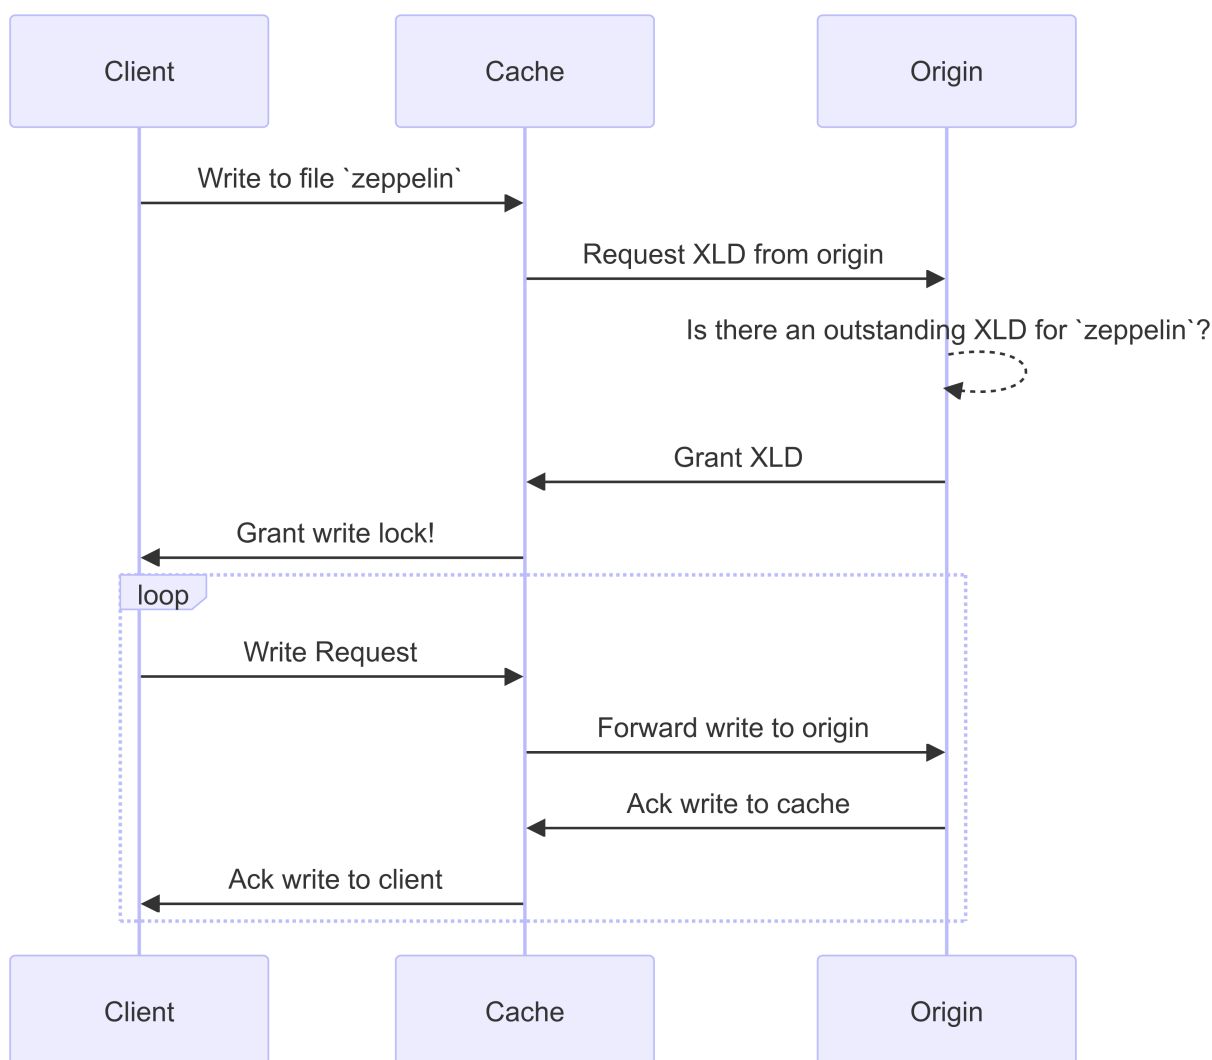 Client
Cache
Origin
Write to file `zeppelin`
Request XLD from origin
Is there an outstanding XLD for `zeppelin`?
Grant XLD
Grant write lock!
loop
Write Request
Forward write to origin
Ack write to cache
Ack write to client
Client
Cache
Origin